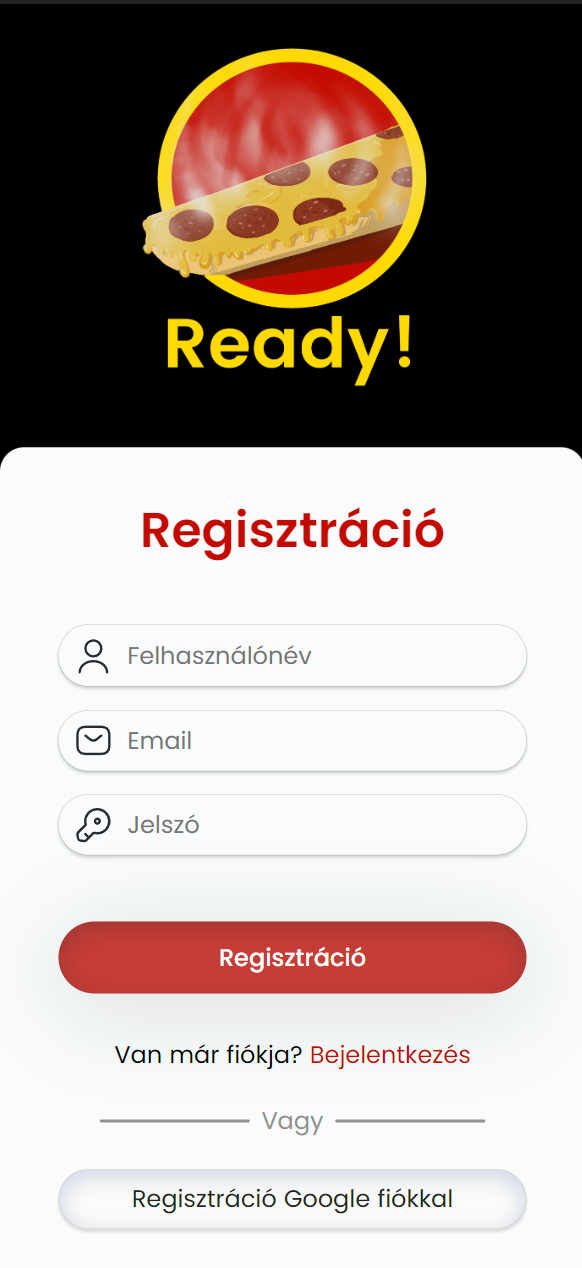 Ready!
Regisztráció
Felhasználónév
Email
Jelszó
Regisztráció
Van már fiókja? Bejelentkezés
Vagy
Regisztráció Google fiókkal